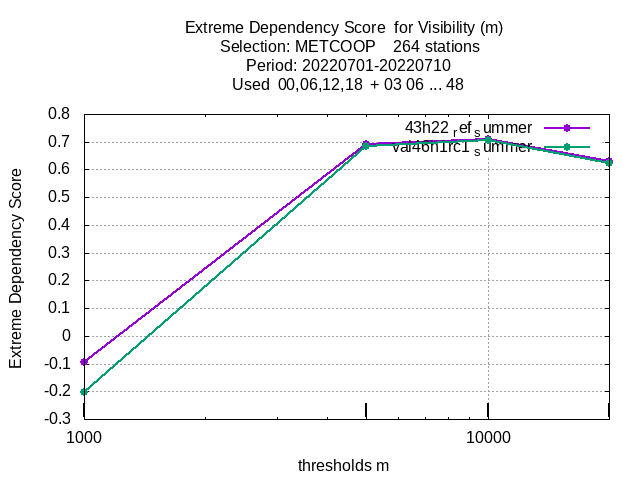 Extreme Dependency Score for Visibility (m)
Selection: METCOOP 264 stations
Period: 20220701-20220710
Used 00,06,12,18 + 03 06 ... 48
0.8
0.7
0.6
0.5
0.4
0.3
0.2
0.1
0
-0.1
-0.2
-0.3
Extreme Dependency Score
43h22_ref_summer
val46h1rc1_summer
1000
10000
thresholds m